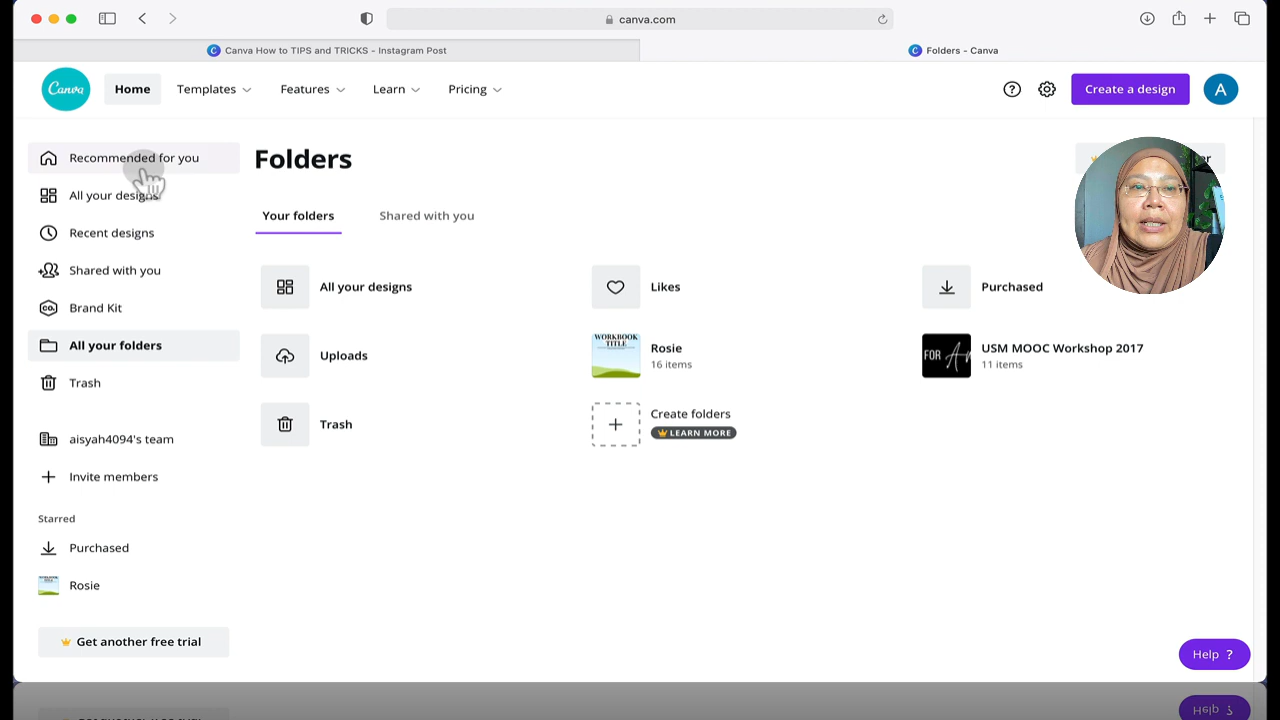 canva.com
Canva How to TIPS and TRICKS – Instagram Post
Folders - Canva
Canva
Home
Templates
Features
Learn
Pricing
Create a design
A
Recommended for you
All your designs
Recent designs
Shared with you
Brand Kit
All your folders
Trash
aisyah4094's team
Invite members
Starred
Purchased
Rosie
Get another free trial
Folders
Your folders
Shared with you
All your designs
Likes
Purchased
Uploads
WORKBOOK
TITLE
Rosie
16 items
FOR
USM MOOC Workshop 2017
11 items
Trash
Create folders
LEARN MORE
Help ?